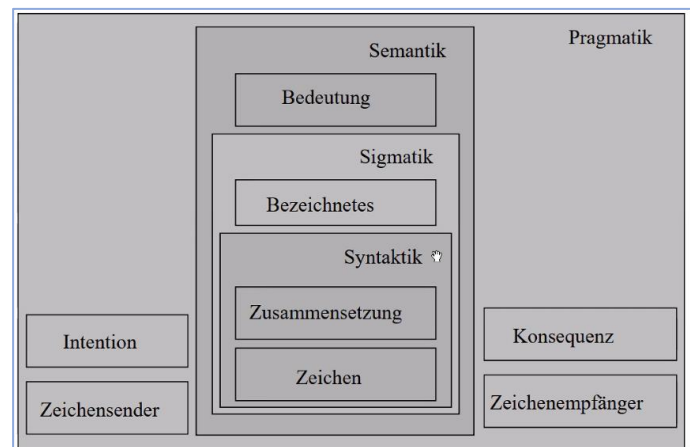 Pragmatik
Semantik
Bedeutung
Sigmatik
Bezeichnetes
Syntaktik
Zusammensetzung
Zeichen
Intention
Zeichensender
Konsequenz
Zeichenempfänger